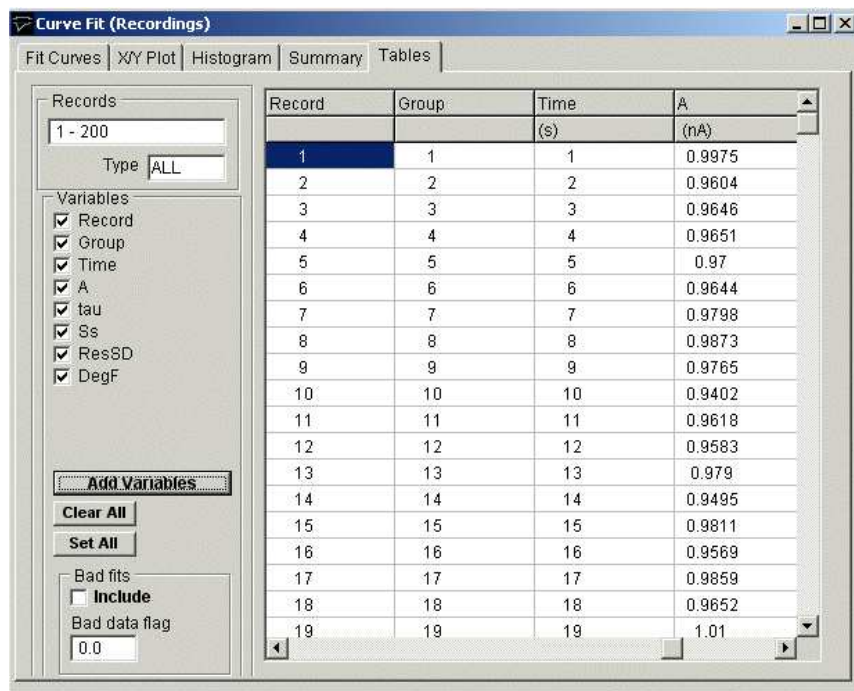 Curve Fit (Recordings)
Fit Curves X/Y Plot Histogram Summary Tables
Records
1 - 200
Type ALL
Variables
Record
Group
Time
A
tau
Ss
ResSD
DegF
Add Variables
Clear All
Set All
Bad fits
Include
Bad data flag
0.0
Record Group Time A
(s) (nA)
1 1 1 0.9975
2 2 2 0.9604
3 3 3 0.9646
4 4 4 0.9651
5 5 5 0.97
6 6 6 0.9644
7 7 7 0.9798
8 8 8 0.9873
9 9 9 0.9765
10 10 10 0.9402
11 11 11 0.9618
12 12 12 0.9583
13 13 13 0.979
14 14 14 0.9495
15 15 15 0.9811
16 16 16 0.9569
17 17 17 0.9859
18 18 18 0.9652
19 19 19 1.01